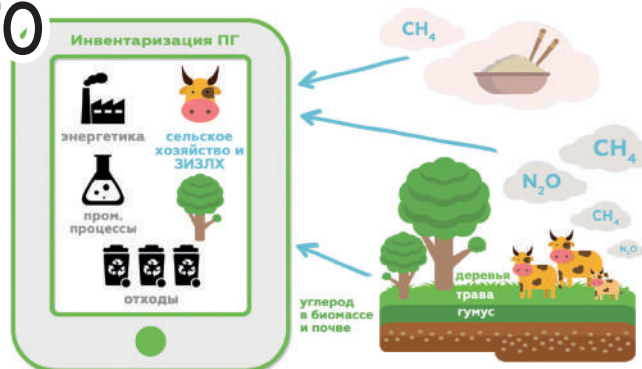 Инвентаризация ПГ
энергетика
сельское
хозяйство и
ЗИЗЛХ
пром.
процессы
отходы
CH₄
CH₄
N₂O
CH₄
N₂O
деревья
трава
гумус
углерод
в биомассе
и почве